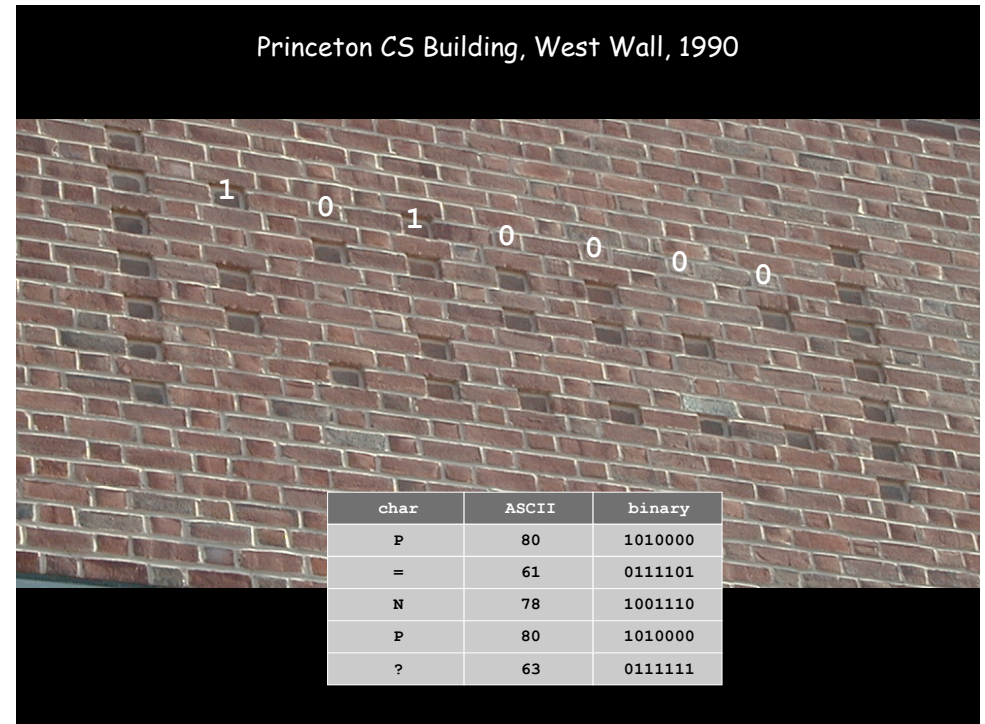 Princeton CS Building, West Wall, 1990
1 0 1 0 0 0 0
char ASCII binary
P 80 1010000
= 61 0111101
N 78 1001110
P 80 1010000
? 63 0111111